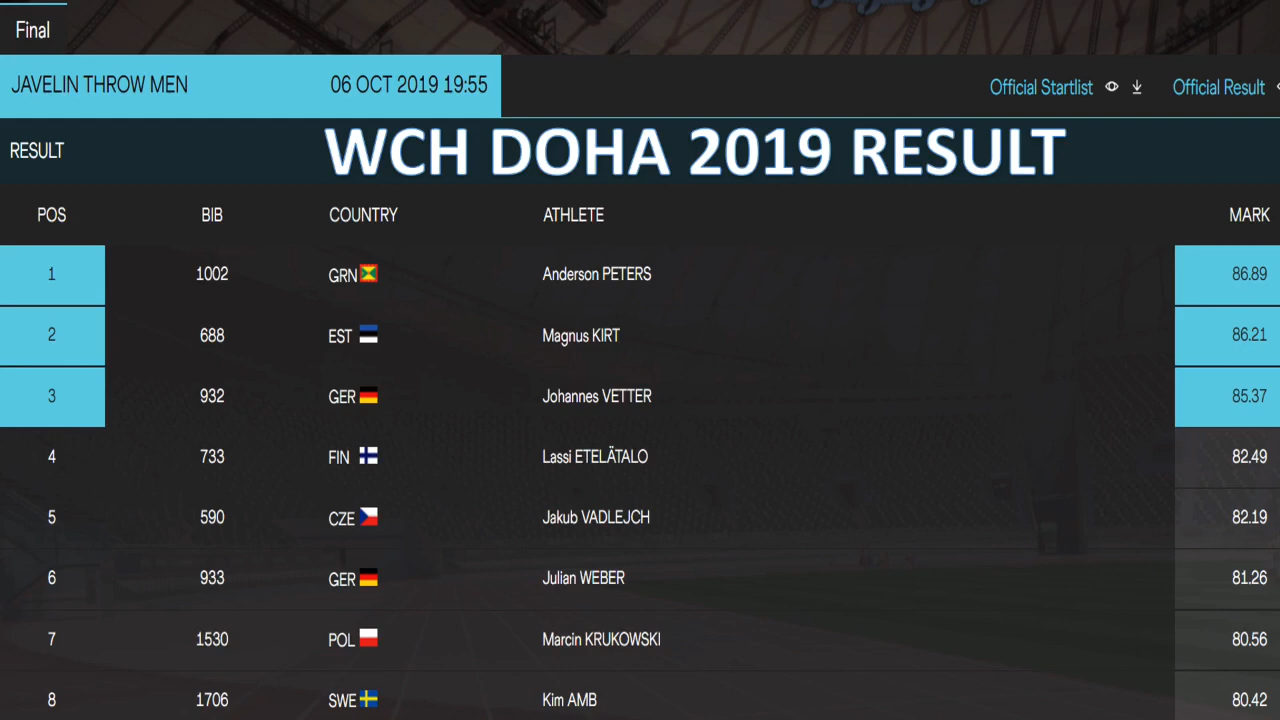 Final
JAVELIN THROW MEN 06 OCT 2019 19:55 Official Startlist Official Result
RESULT WCH DOHA 2019 RESULT
POS BIB COUNTRY ATHLETE MARK
1 1002 GRN Anderson PETERS 86.89
2 688 EST Magnus KIRT 86.21
3 932 GER Johannes VETTER 85.37
4 733 FIN Lassi ETELÄTALO 82.49
5 590 CZE Jakub VADLEJCH 82.19
6 933 GER Julian WEBER 81.26
7 1530 POL Marcin KRUKOWSKI 80.56
8 1706 SWE Kim AMB 80.42